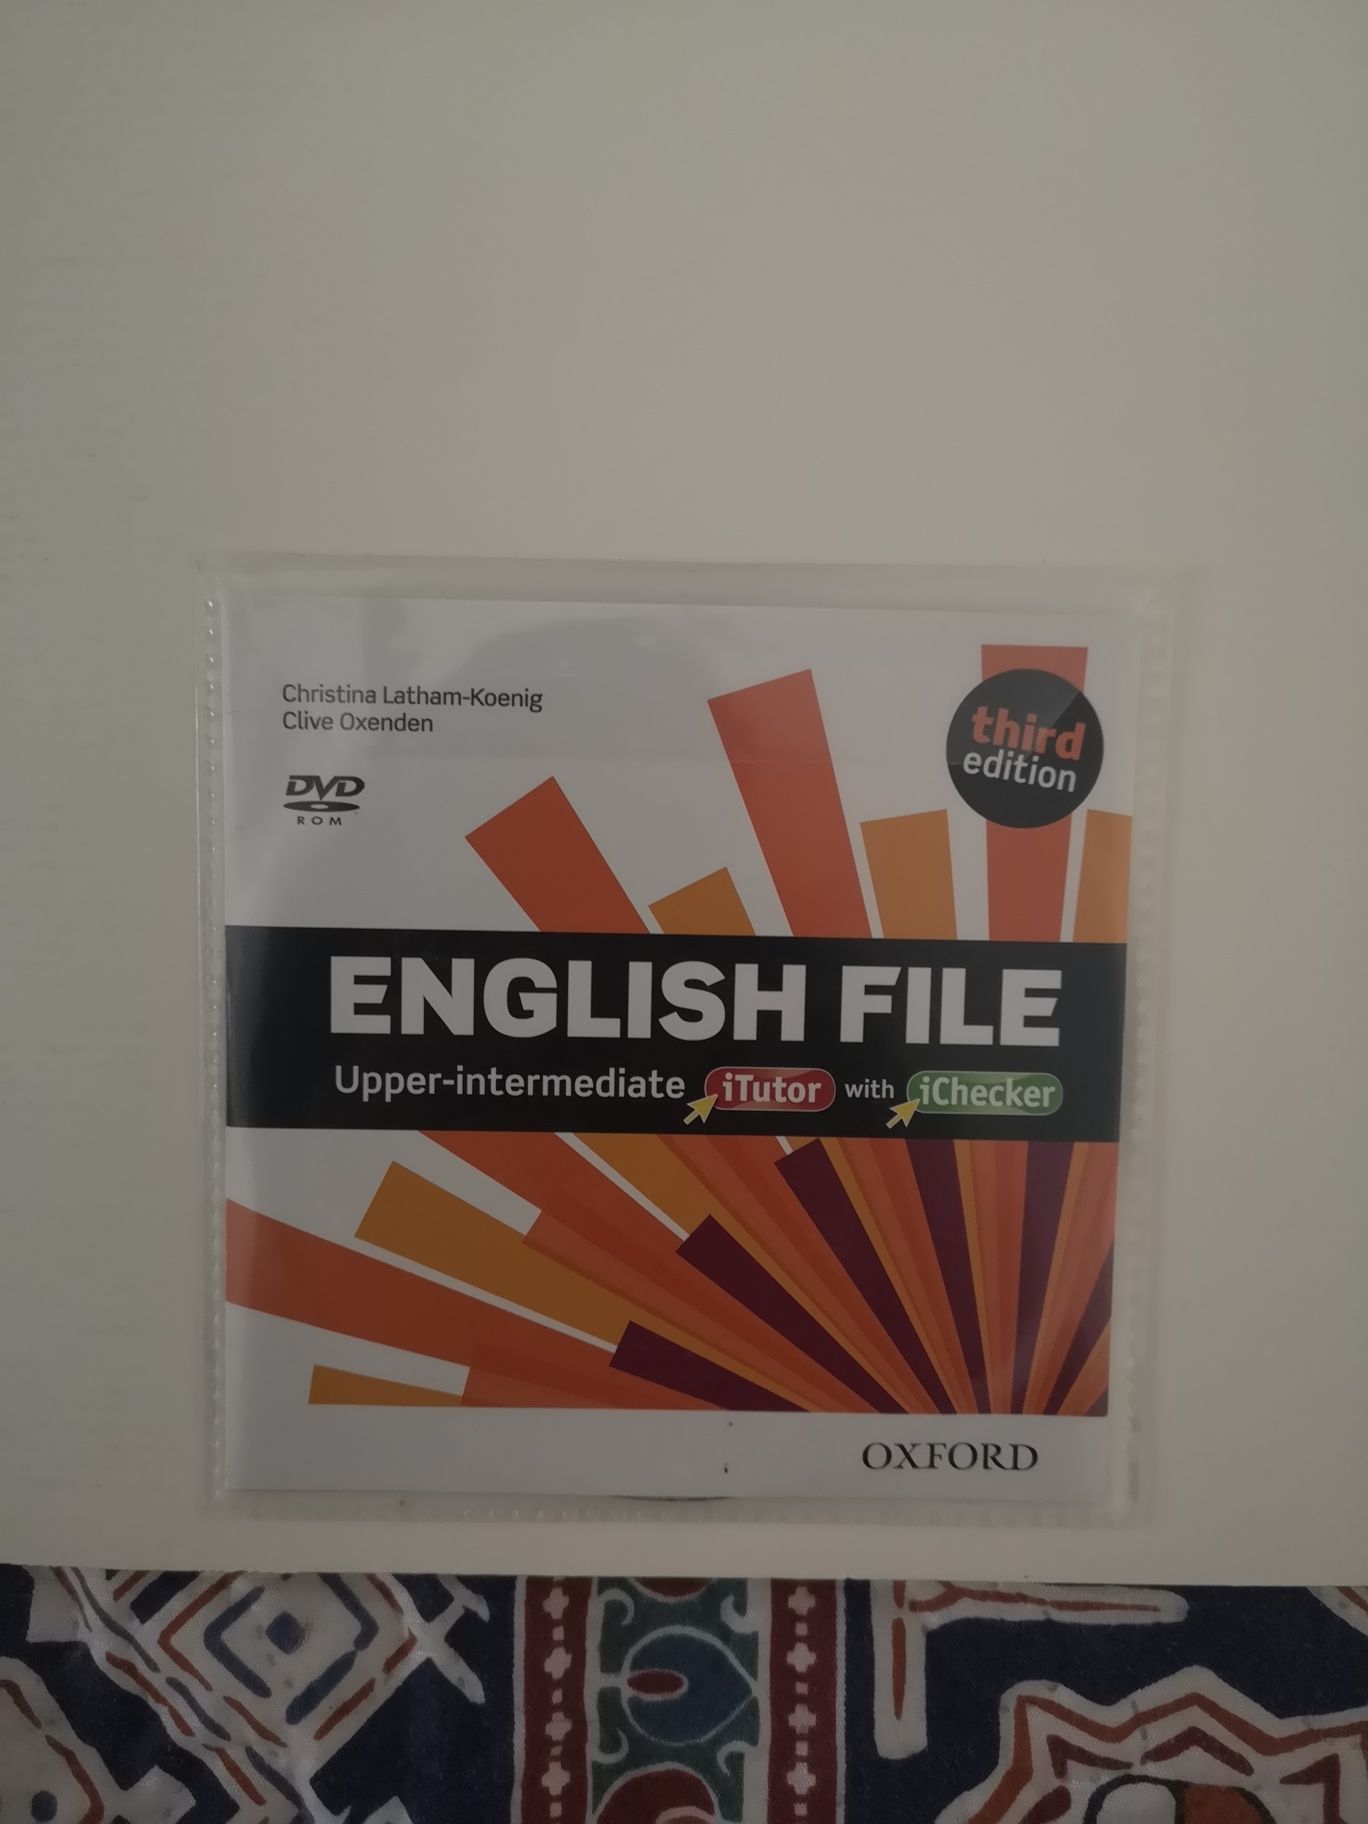 Christina Latham-Koenig
Clive Oxenden
DVD
ROM
third
edition
ENGLISH FILE
Upper-intermediate iTutor with iChecker
OXFORD